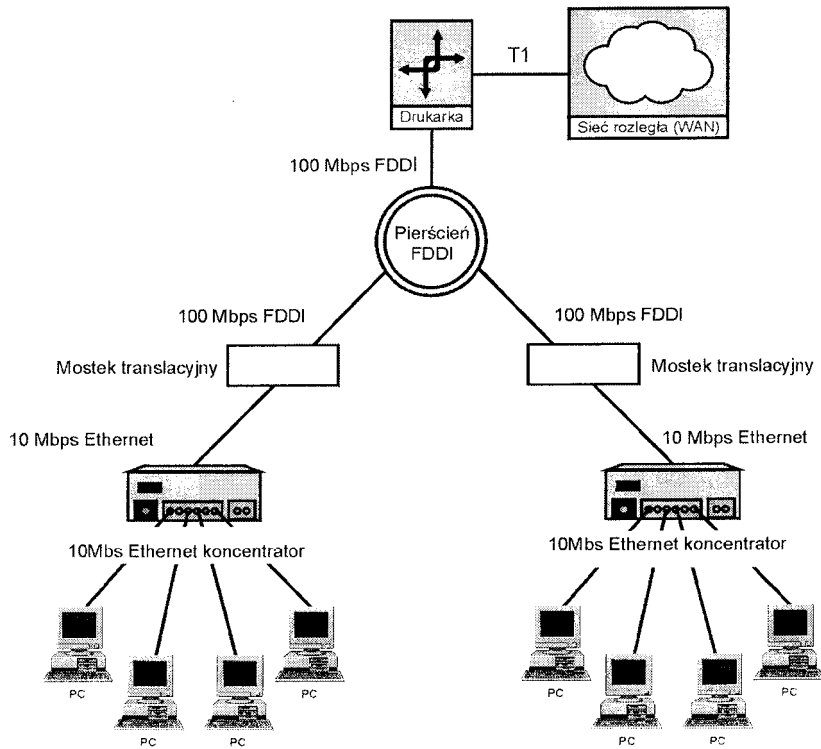 T1
Drukarka
Sieć rozległa (WAN)
100 Mbps FDDI
Pierścień
FDDI
100 Mbps FDDI
100 Mbps FDDI
Mostek translacyjny
Mostek translacyjny
10 Mbps Ethernet
10 Mbps Ethernet
10Mbs Ethernet koncentrator
10Mbs Ethernet koncentrator
PC
PC
PC
PC
PC
PC
PC
PC